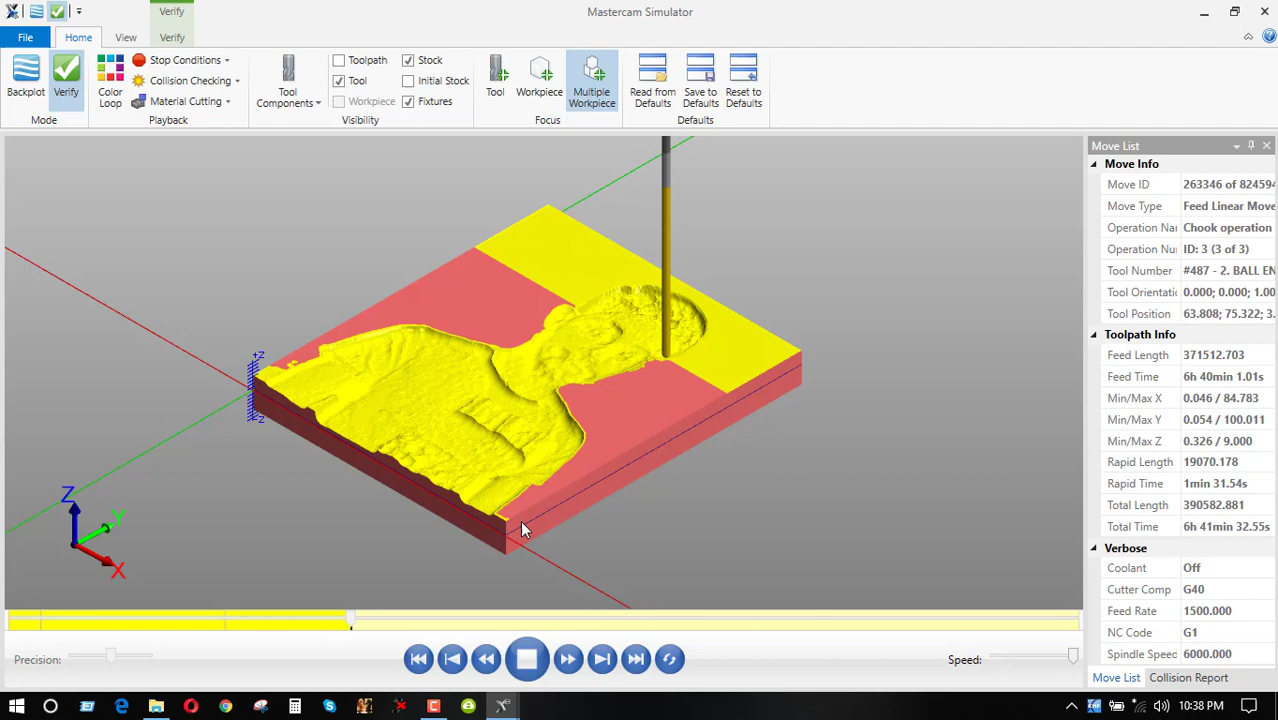 Verify
Mastercam Simulator
File
Home
View
Verify
Backplot
Verify
Mode
Color Loop
Stop Conditions
Collision Checking
Material Cutting
Playback
Tool Components
Toolpath
Tool
Workpiece
Stock
Initial Stock
Fixtures
Visibility
Tool
Workpiece
Multiple Workpiece
Focus
Read from Defaults
Save to Defaults
Reset to Defaults
Defaults
Move List
Move Info
Move ID 263346 of 824594
Move Type Feed Linear Move
Operation Na Chook operation
Operation Nu ID: 3 (3 of 3)
Tool Number #487 - 2. BALL EN
Tool Orientatio 0.000; 0.000; 1.00
Tool Position 63.808; 75.322; 3.
Toolpath Info
Feed Length 371512.703
Feed Time 6h 40min 1.01s
Min/Max X 0.046 / 84.783
Min/Max Y 0.054 / 100.011
Min/Max Z 0.326 / 9.000
Rapid Length 19070.178
Rapid Time 1min 31.54s
Total Length 390582.881
Total Time 6h 41min 32.55s
Verbose
Coolant Off
Cutter Comp G40
Feed Rate 1500.000
NC Code G1
Spindle Speed 6000.000
Move List
Collision Report
+Z
-Z
Z
Y
X
Precision:
Speed:
10:38 PM